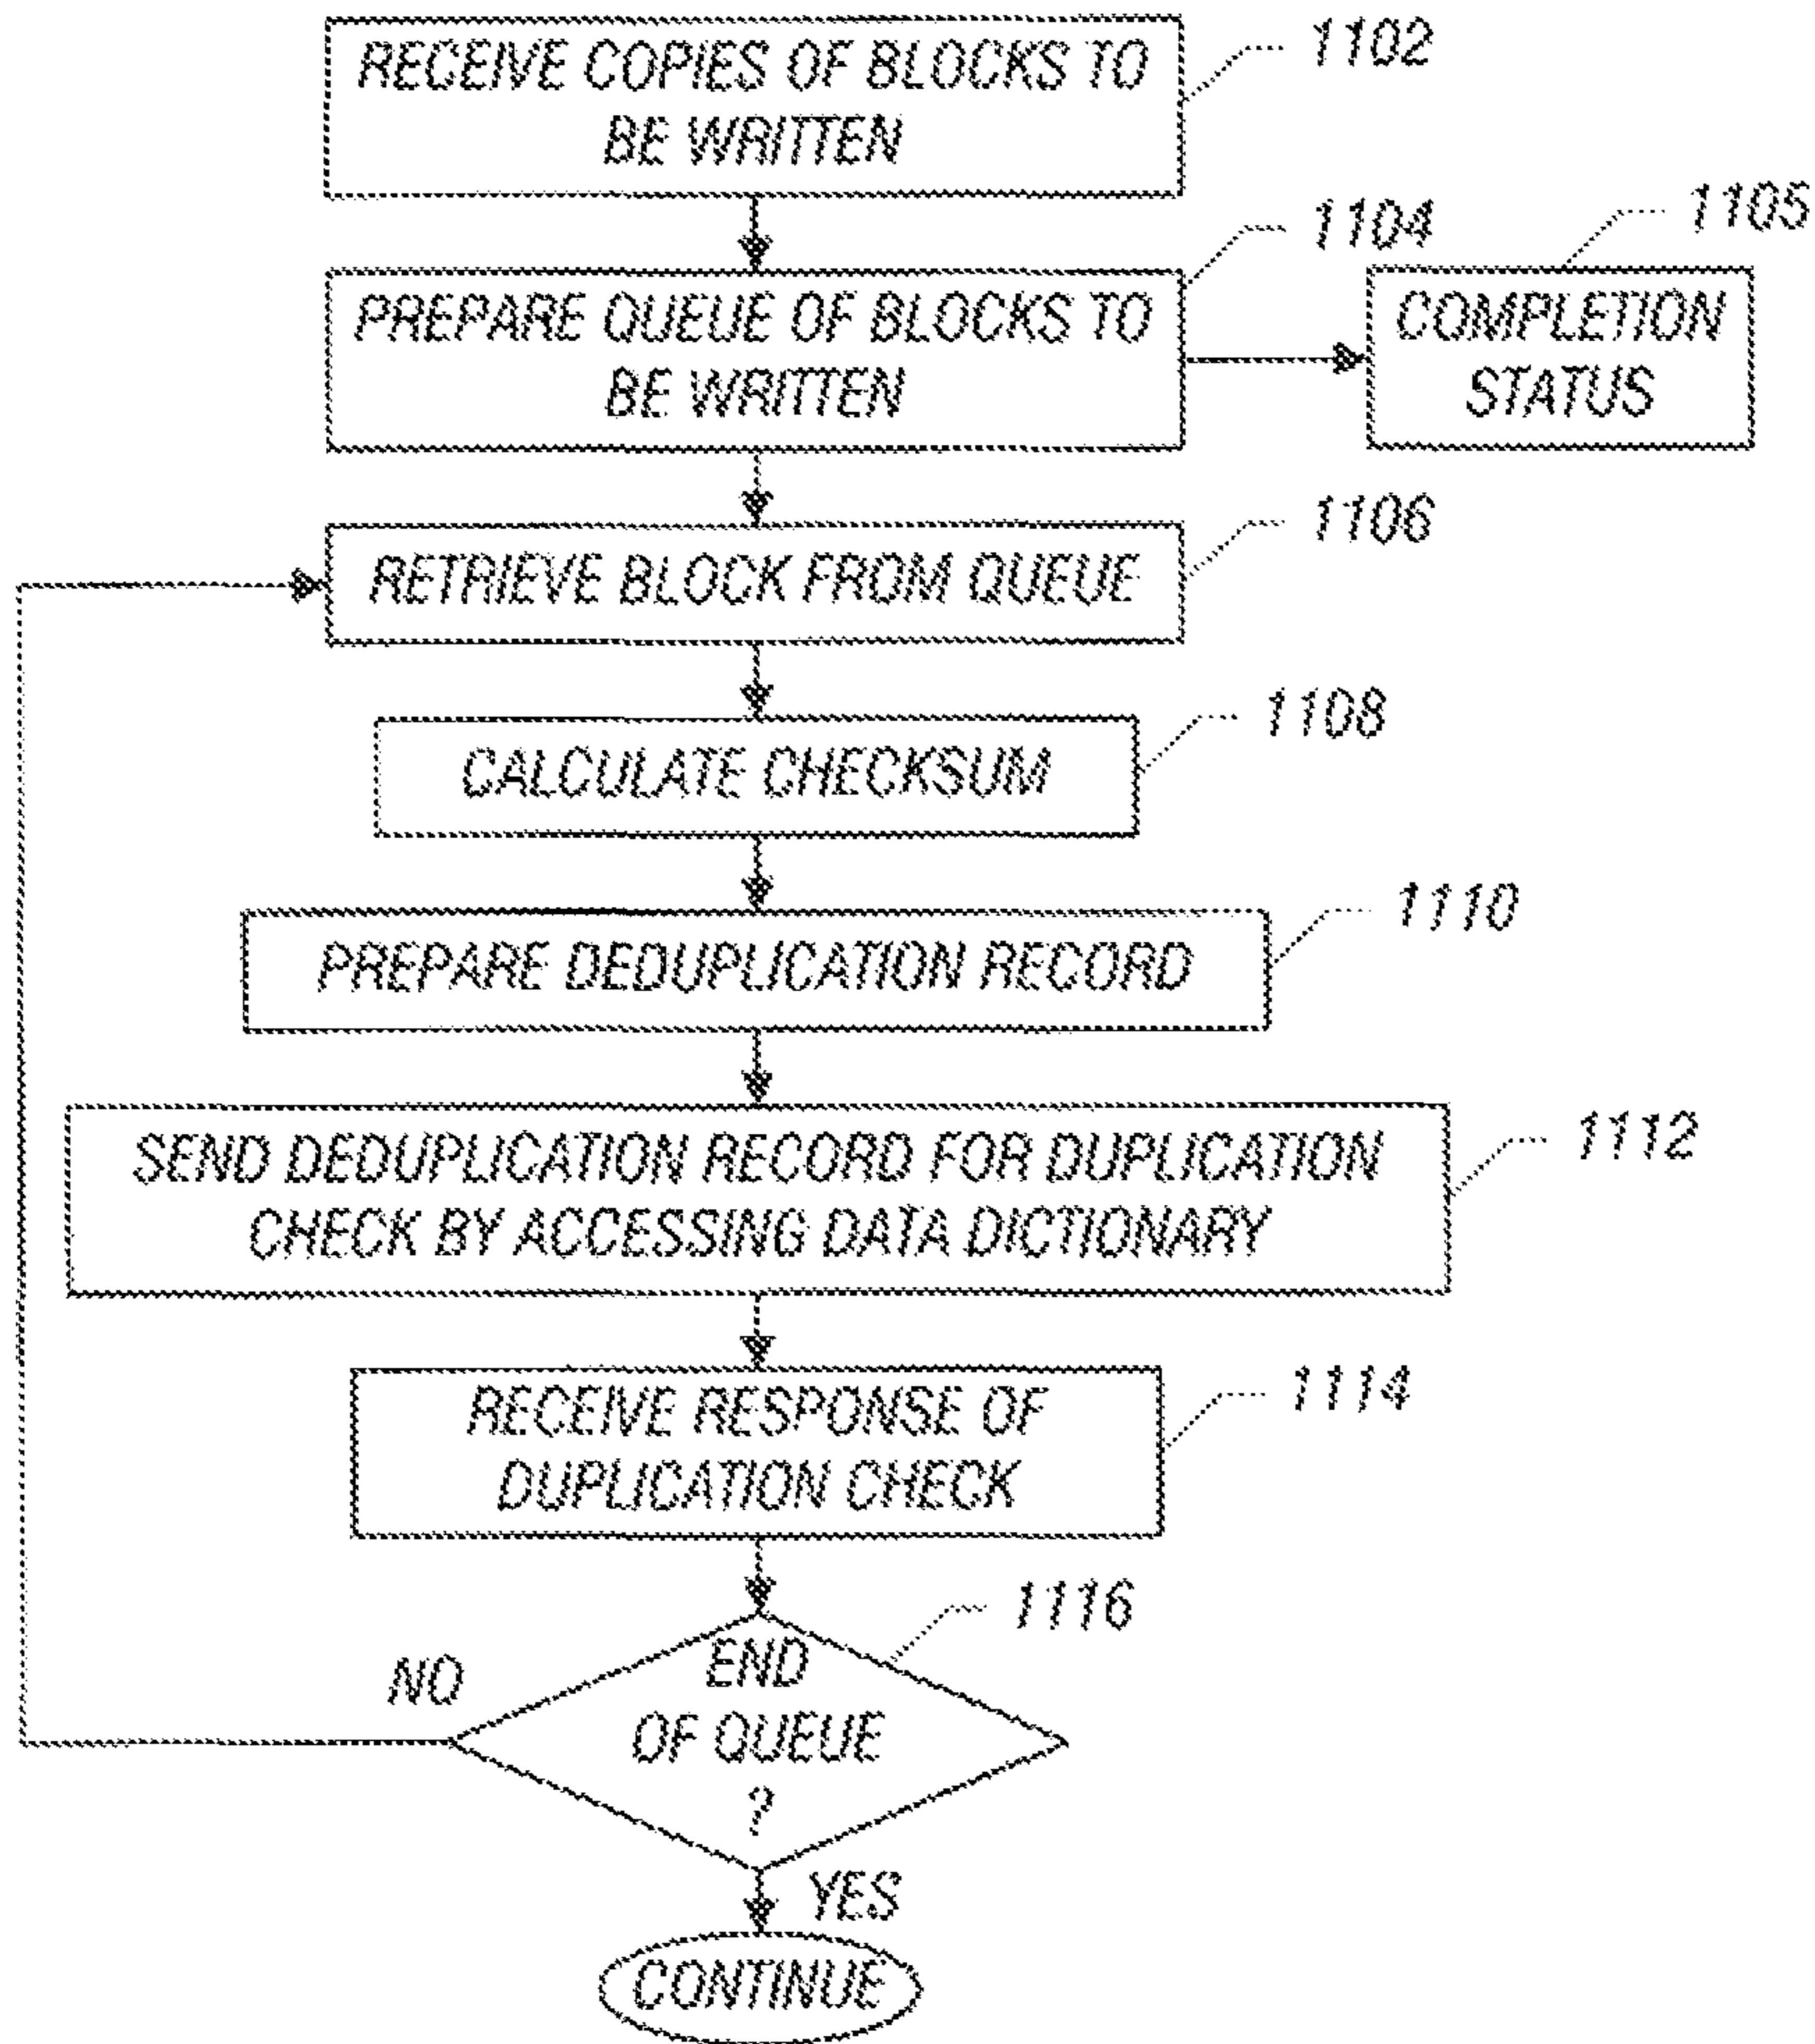 RECEIVE COPIES OF BLOCKS TO
BE WRITTEN
1102
PREPARE QUEUE OF BLOCKS TO
BE WRITTEN
1104
COMPLETION
STATUS
1105
RETRIEVE BLOCK FROM QUEUE
1106
CALCULATE CHECKSUM
1108
PREPARE DEDUPLICATION RECORD
1110
SEND DEDUPLICATION RECORD FOR DUPLICATION
CHECK BY ACCESSING DATA DICTIONARY
1112
RECEIVE RESPONSE OF
DUPLICATION CHECK
1114
END
OF QUEUE
?
1116
NO
YES
CONTINUE